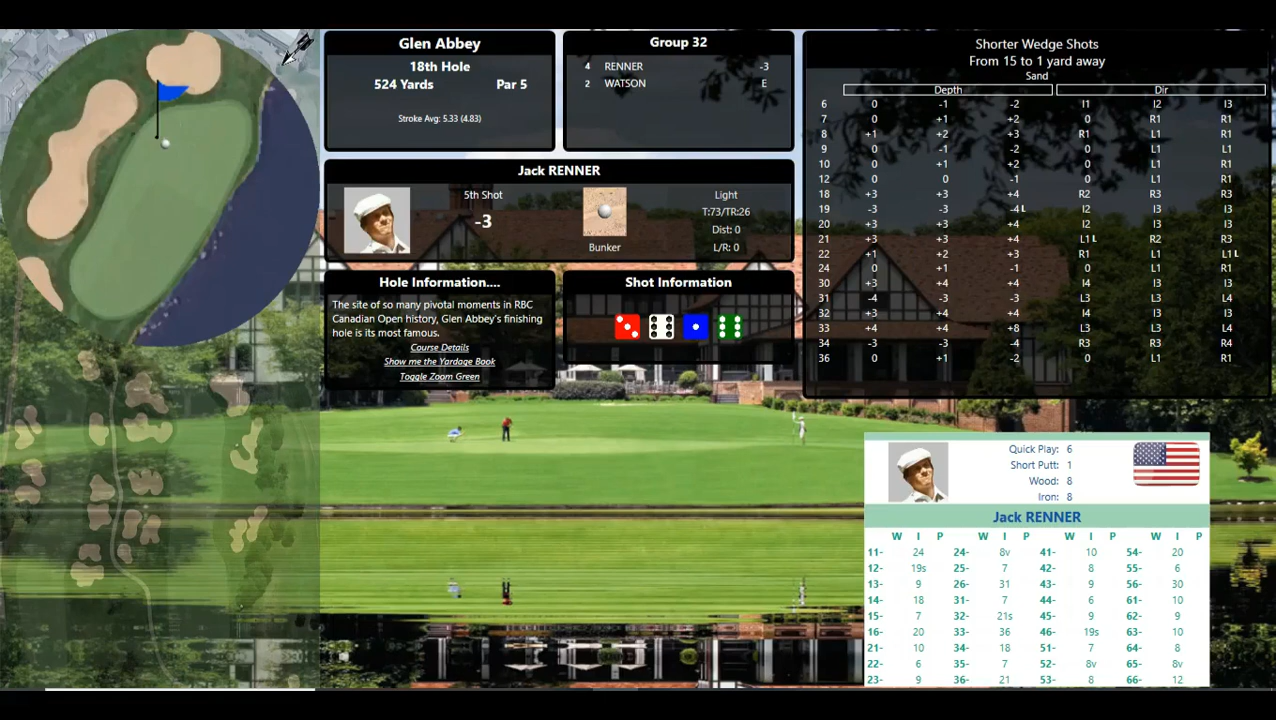 Glen Abbey
18th Hole
524 Yards Par 5
Stroke Avg: 5.33 (4.83)
Group 32
4 RENNER -3
2 WATSON E
Jack RENNER
5th Shot
-3
Bunker
Light
T:73/TR:26
Dist: 0
L/R: 0
Hole Information....
The site of so many pivotal moments in RBC
Canadian Open history, Glen Abbey's finishing
hole is its most famous.
Course Details
Show me the Yardage Book
Toggle Zoom Green
Shot Information
Shorter Wedge Shots
From 15 to 1 yard away
Sand
Depth Dir
6 0 -1 -2 I1 I2 I3
7 0 +1 +2 0 R1 R1
8 +1 +2 +3 R1 L1 R1
9 0 -1 -2 0 L1 L1
10 0 +1 +2 0 L1 R1
12 0 0 -1 0 L1 R1
18 +3 +3 +4 R2 R3 R3
19 -3 -3 -4L I2 I3 I3
20 +3 +3 +4 I2 I3 I3
21 +3 +3 +4 L1L R2 R3
22 +1 +2 +3 R1 L1 L1L
24 0 +1 -1 0 L1 R1
30 +3 +4 +4 I4 I3 I3
31 -4 -3 -3 L3 L3 L4
32 +3 +4 +4 I4 I3 I3
33 +4 +4 +8 L3 L3 L4
34 -3 -3 -4 R3 R3 R4
36 0 +1 -2 0 L1 R1
Quick Play: 6
Short Putt: 1
Wood: 8
Iron: 8
Jack RENNER
W I P W I P W I P W I P
11- 24 24- 8v 41- 10 54- 20
12- 19s 25- 7 42- 8 55- 6
13- 9 26- 31 43- 9 56- 30
14- 18 31- 7 44- 6 61- 10
15- 7 32- 21s 45- 9 62- 9
16- 20 33- 36 46- 19s 63- 10
21- 10 34- 18 51- 7 64- 8
22- 6 35- 7 52- 8v 65- 8v
23- 9 36- 21 53- 8 66- 12